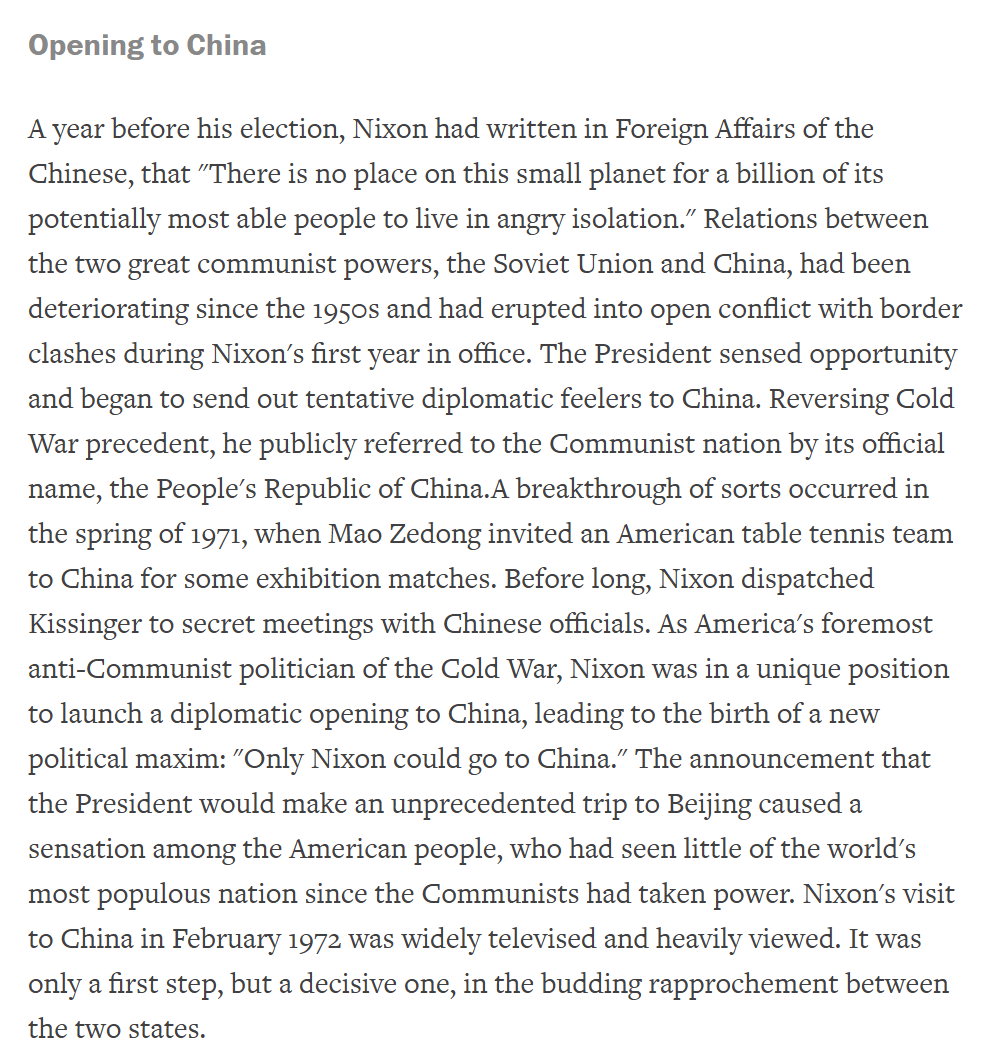 Opening to China
A year before his election, Nixon had written in Foreign Affairs of the
Chinese, that "There is no place on this small planet for a billion of its
potentially most able people to live in angry isolation." Relations between
the two great communist powers, the Soviet Union and China, had been
deteriorating since the 1950s and had erupted into open conflict with border
clashes during Nixon's first year in office. The President sensed opportunity
and began to send out tentative diplomatic feelers to China. Reversing Cold
War precedent, he publicly referred to the Communist nation by its official
name, the People's Republic of China.A breakthrough of sorts occurred in
the spring of 1971, when Mao Zedong invited an American table tennis team
to China for some exhibition matches. Before long, Nixon dispatched
Kissinger to secret meetings with Chinese officials. As America's foremost
anti-Communist politician of the Cold War, Nixon was in a unique position
to launch a diplomatic opening to China, leading to the birth of a new
political maxim: "Only Nixon could go to China." The announcement that
the President would make an unprecedented trip to Beijing caused a
sensation among the American people, who had seen little of the world's
most populous nation since the Communists had taken power. Nixon's visit
to China in February 1972 was widely televised and heavily viewed. It was
only a first step, but a decisive one, in the budding rapprochement between
the two states.